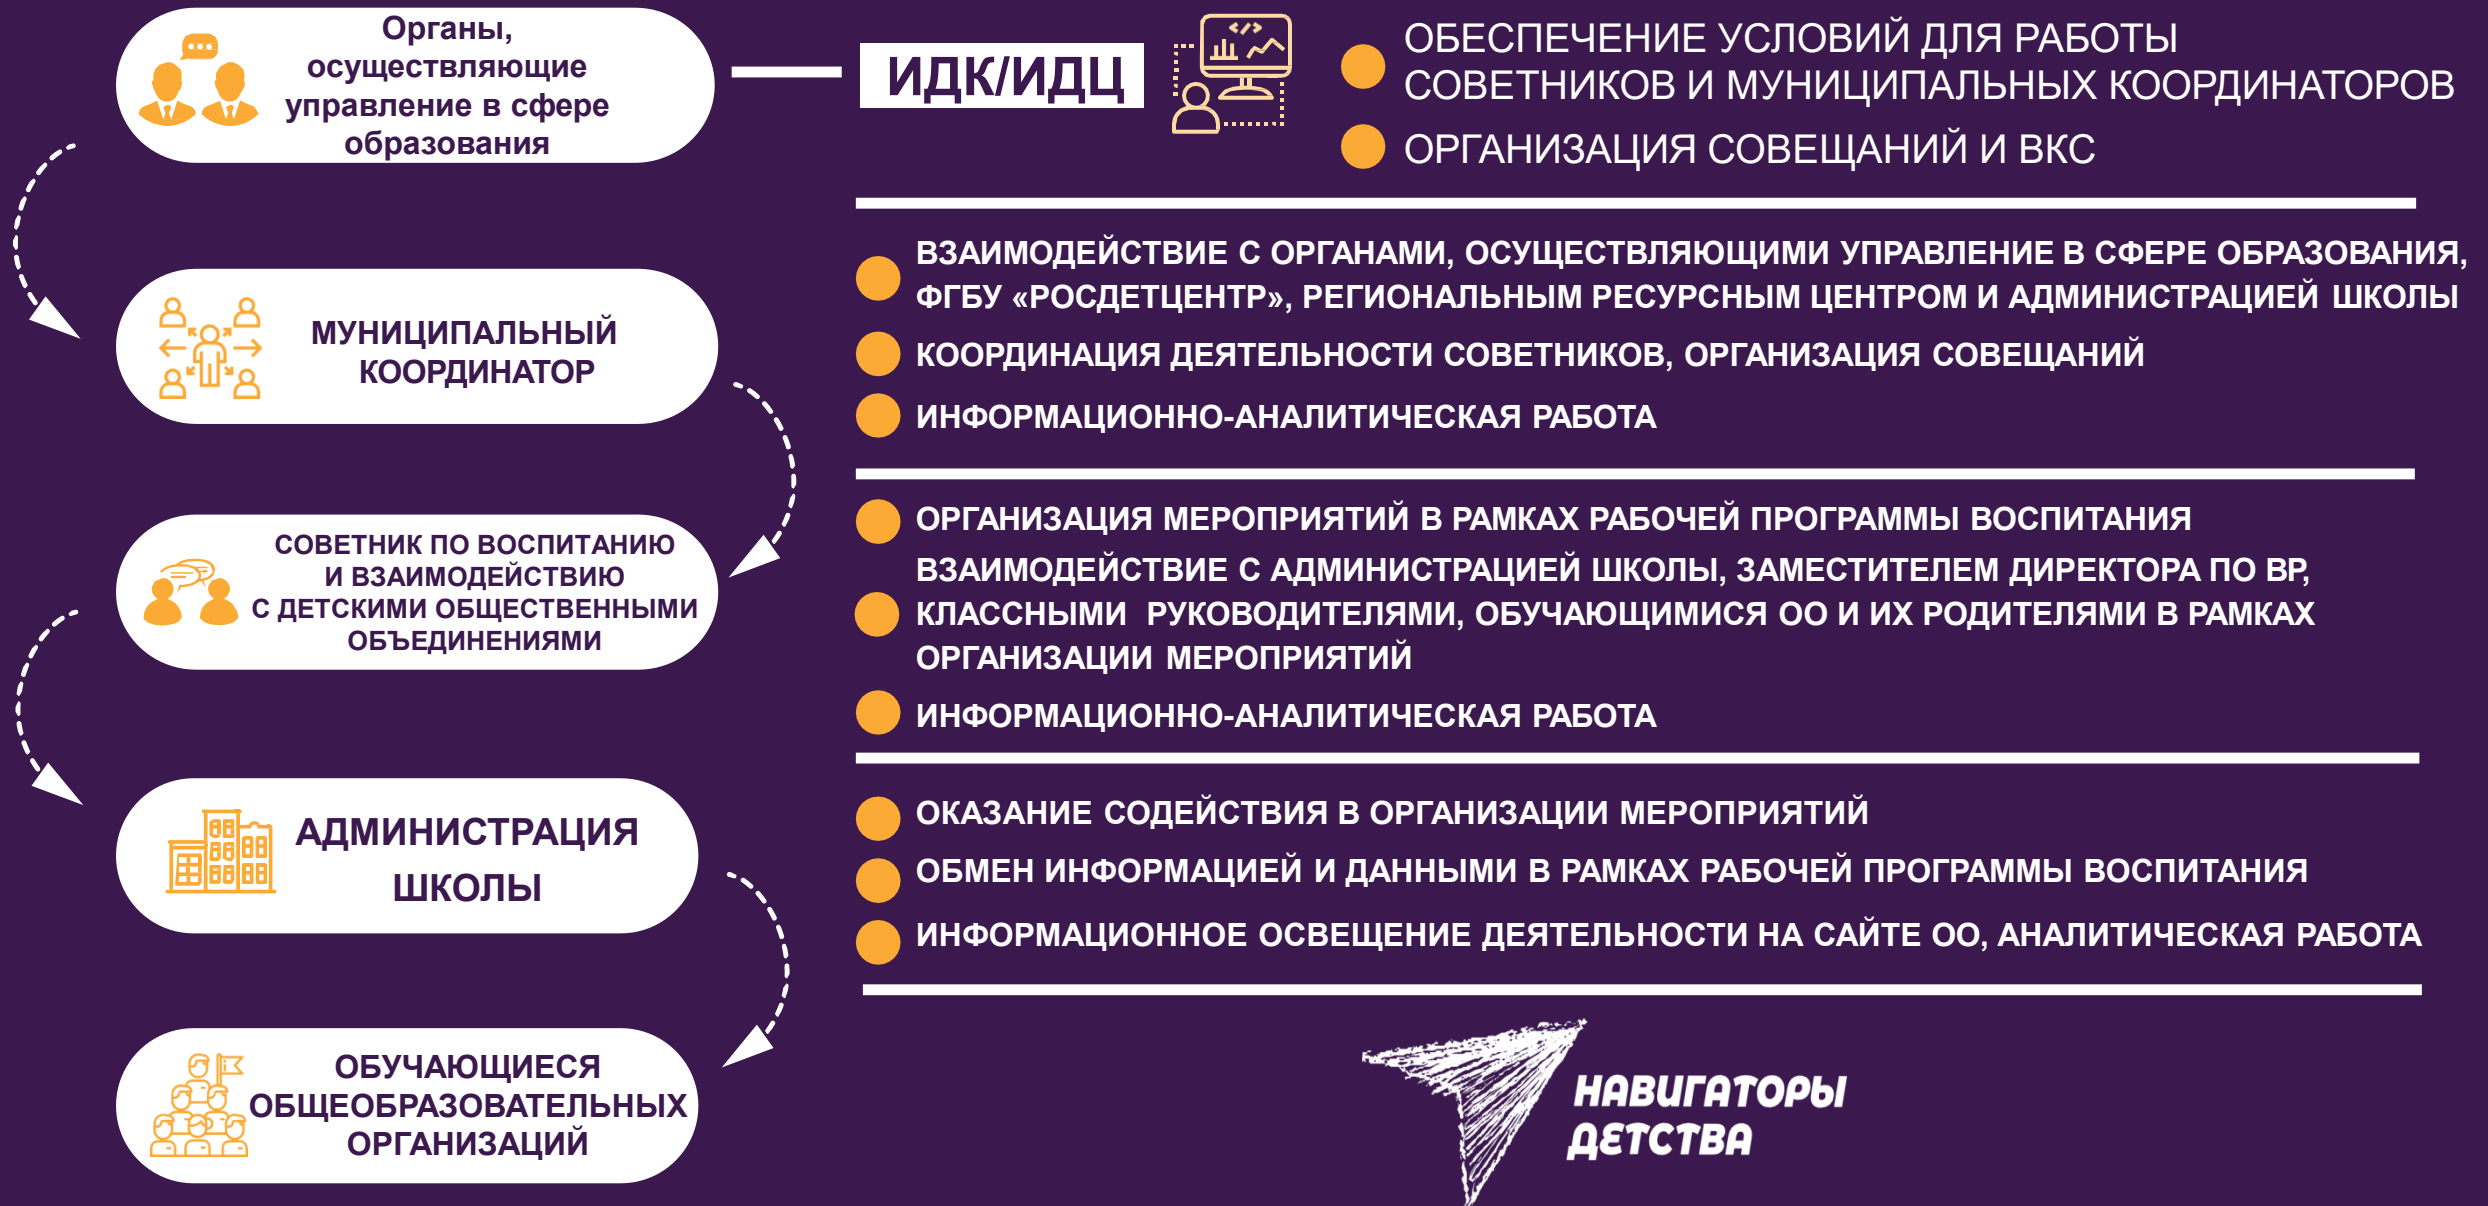 Органы,
осуществляющие
управление в сфере
образования
ИДК/ИДЦ
</>
ОБЕСПЕЧЕНИЕ УСЛОВИЙ ДЛЯ РАБОТЫ
СОВЕТНИКОВ И МУНИЦИПАЛЬНЫХ КООРДИНАТОРОВ
ОРГАНИЗАЦИЯ СОВЕЩАНИЙ И ВКС
МУНИЦИПАЛЬНЫЙ
КООРДИНАТОР
ВЗАИМОДЕЙСТВИЕ С ОРГАНАМИ, ОСУЩЕСТВЛЯЮЩИМИ УПРАВЛЕНИЕ В СФЕРЕ ОБРАЗОВАНИЯ,
ФГБУ «РОСДЕТЦЕНТР», РЕГИОНАЛЬНЫМ РЕСУРСНЫМ ЦЕНТРОМ И АДМИНИСТРАЦИЕЙ ШКОЛЫ
КООРДИНАЦИЯ ДЕЯТЕЛЬНОСТИ СОВЕТНИКОВ, ОРГАНИЗАЦИЯ СОВЕЩАНИЙ
ИНФОРМАЦИОННО-АНАЛИТИЧЕСКАЯ РАБОТА
СОВЕТНИК ПО ВОСПИТАНИЮ
И ВЗАИМОДЕЙСТВИЮ
С ДЕТСКИМИ ОБЩЕСТВЕННЫМИ
ОБЪЕДИНЕНИЯМИ
ОРГАНИЗАЦИЯ МЕРОПРИЯТИЙ В РАМКАХ РАБОЧЕЙ ПРОГРАММЫ ВОСПИТАНИЯ
ВЗАИМОДЕЙСТВИЕ С АДМИНИСТРАЦИЕЙ ШКОЛЫ, ЗАМЕСТИТЕЛЕМ ДИРЕКТОРА ПО ВР,
КЛАССНЫМИ РУКОВОДИТЕЛЯМИ, ОБУЧАЮЩИМИСЯ ОО И ИХ РОДИТЕЛЯМИ В РАМКАХ
ОРГАНИЗАЦИИ МЕРОПРИЯТИЙ
ИНФОРМАЦИОННО-АНАЛИТИЧЕСКАЯ РАБОТА
АДМИНИСТРАЦИЯ
ШКОЛЫ
ОКАЗАНИЕ СОДЕЙСТВИЯ В ОРГАНИЗАЦИИ МЕРОПРИЯТИЙ
ОБМЕН ИНФОРМАЦИЕЙ И ДАННЫМИ В РАМКАХ РАБОЧЕЙ ПРОГРАММЫ ВОСПИТАНИЯ
ИНФОРМАЦИОННОЕ ОСВЕЩЕНИЕ ДЕЯТЕЛЬНОСТИ НА САЙТЕ ОО, АНАЛИТИЧЕСКАЯ РАБОТА
ОБУЧАЮЩИЕСЯ
ОБЩЕОБРАЗОВАТЕЛЬНЫХ
ОРГАНИЗАЦИЙ
НАВИГАТОРЫ
ДЕТСТВА